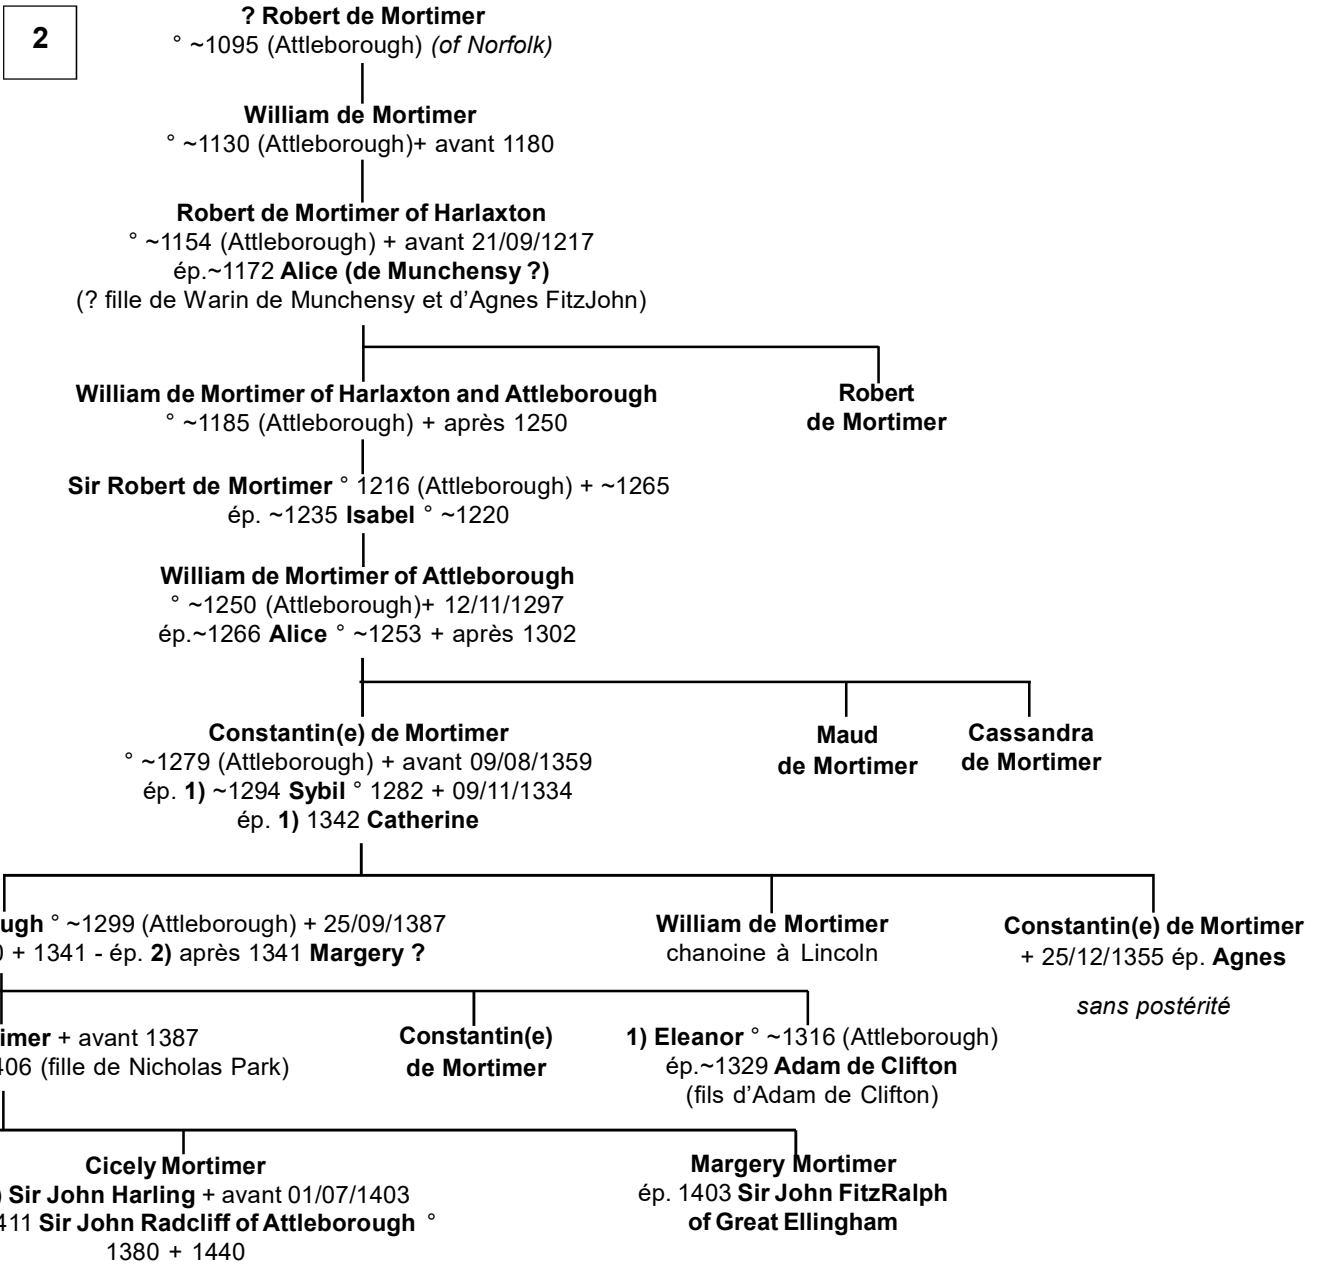 2
? Robert de Mortimer
° ~1095 (Attleborough) (of Norfolk)
William de Mortimer
° ~1130 (Attleborough)+ avant 1180
Robert de Mortimer of Harlaxton
° ~1154 (Attleborough) + avant 21/09/1217
ép.~1172 Alice (de Munchensy ?)
(? fille de Warin de Munchensy et d’Agnes FitzJohn)
William de Mortimer of Harlaxton and Attleborough
° ~1185 (Attleborough) + après 1250
Robert
de Mortimer
Sir Robert de Mortimer ° 1216 (Attleborough) + ~1265
ép. ~1235 Isabel ° ~1220
William de Mortimer of Attleborough
° ~1250 (Attleborough)+ 12/11/1297
ép.~1266 Alice ° ~1253 + après 1302
Constantin(e) de Mortimer
° ~1279 (Attleborough) + avant 09/08/1359
ép. 1) ~1294 Sybil ° 1282 + 09/11/1334
ép. 1) 1342 Catherine
Maud
de Mortimer
Cassandra
de Mortimer
ugh ° ~1299 (Attleborough) + 25/09/1387
+ 1341 - ép. 2) après 1341 Margery ?
William de Mortimer
chanoine à Lincoln
Constantin(e) de Mortimer
+ 25/12/1355 ép. Agnes
sans postérité
imer + avant 1387
406 (fille de Nicholas Park)
Constantin(e)
de Mortimer
1) Eleanor ° ~1316 (Attleborough)
ép.~1329 Adam de Clifton
(fils d’Adam de Clifton)
Cicely Mortimer
) Sir John Harling + avant 01/07/1403
411 Sir John Radcliff of Attleborough °
1380 + 1440
Margery Mortimer
ép. 1403 Sir John FitzRalph
of Great Ellingham